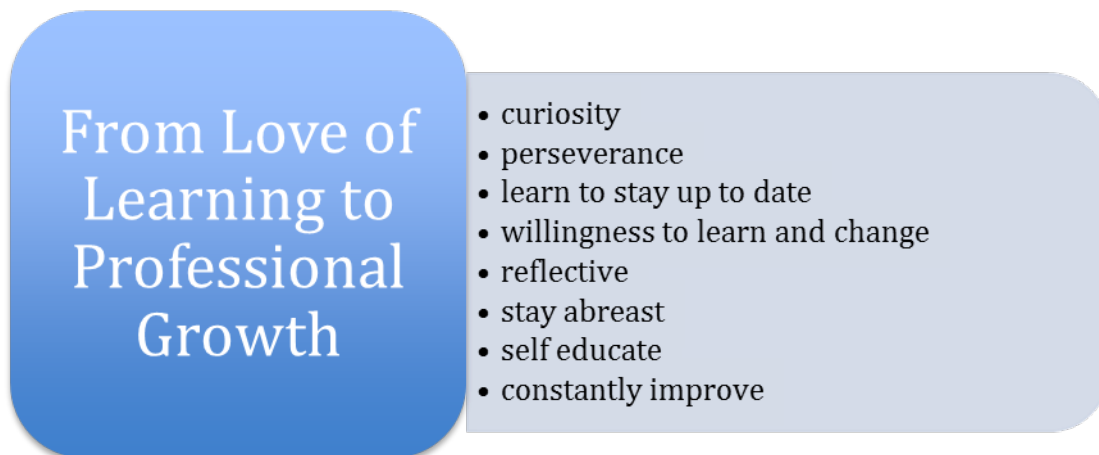 From Love of
Learning to
Professional
Growth
• curiosity
• perseverance
• learn to stay up to date
• willingness to learn and change
• reflective
• stay abreast
• self educate
• constantly improve